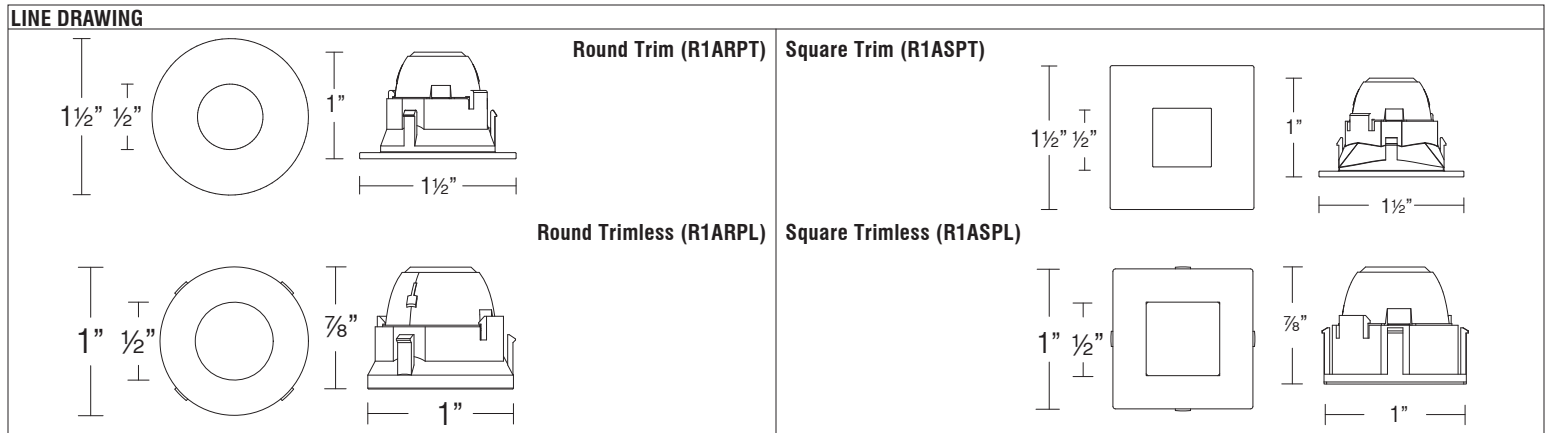 LINE DRAWING
Round Trim (R1ARPT)
1½” ½” 1”
1½”
Square Trim (R1ASPT)
1½” ½” 1”
1½”
Round Trimless (R1ARPL)
1” ½” ⅞”
1”
Square Trimless (R1ASPL)
1” ½” ⅞”
1”